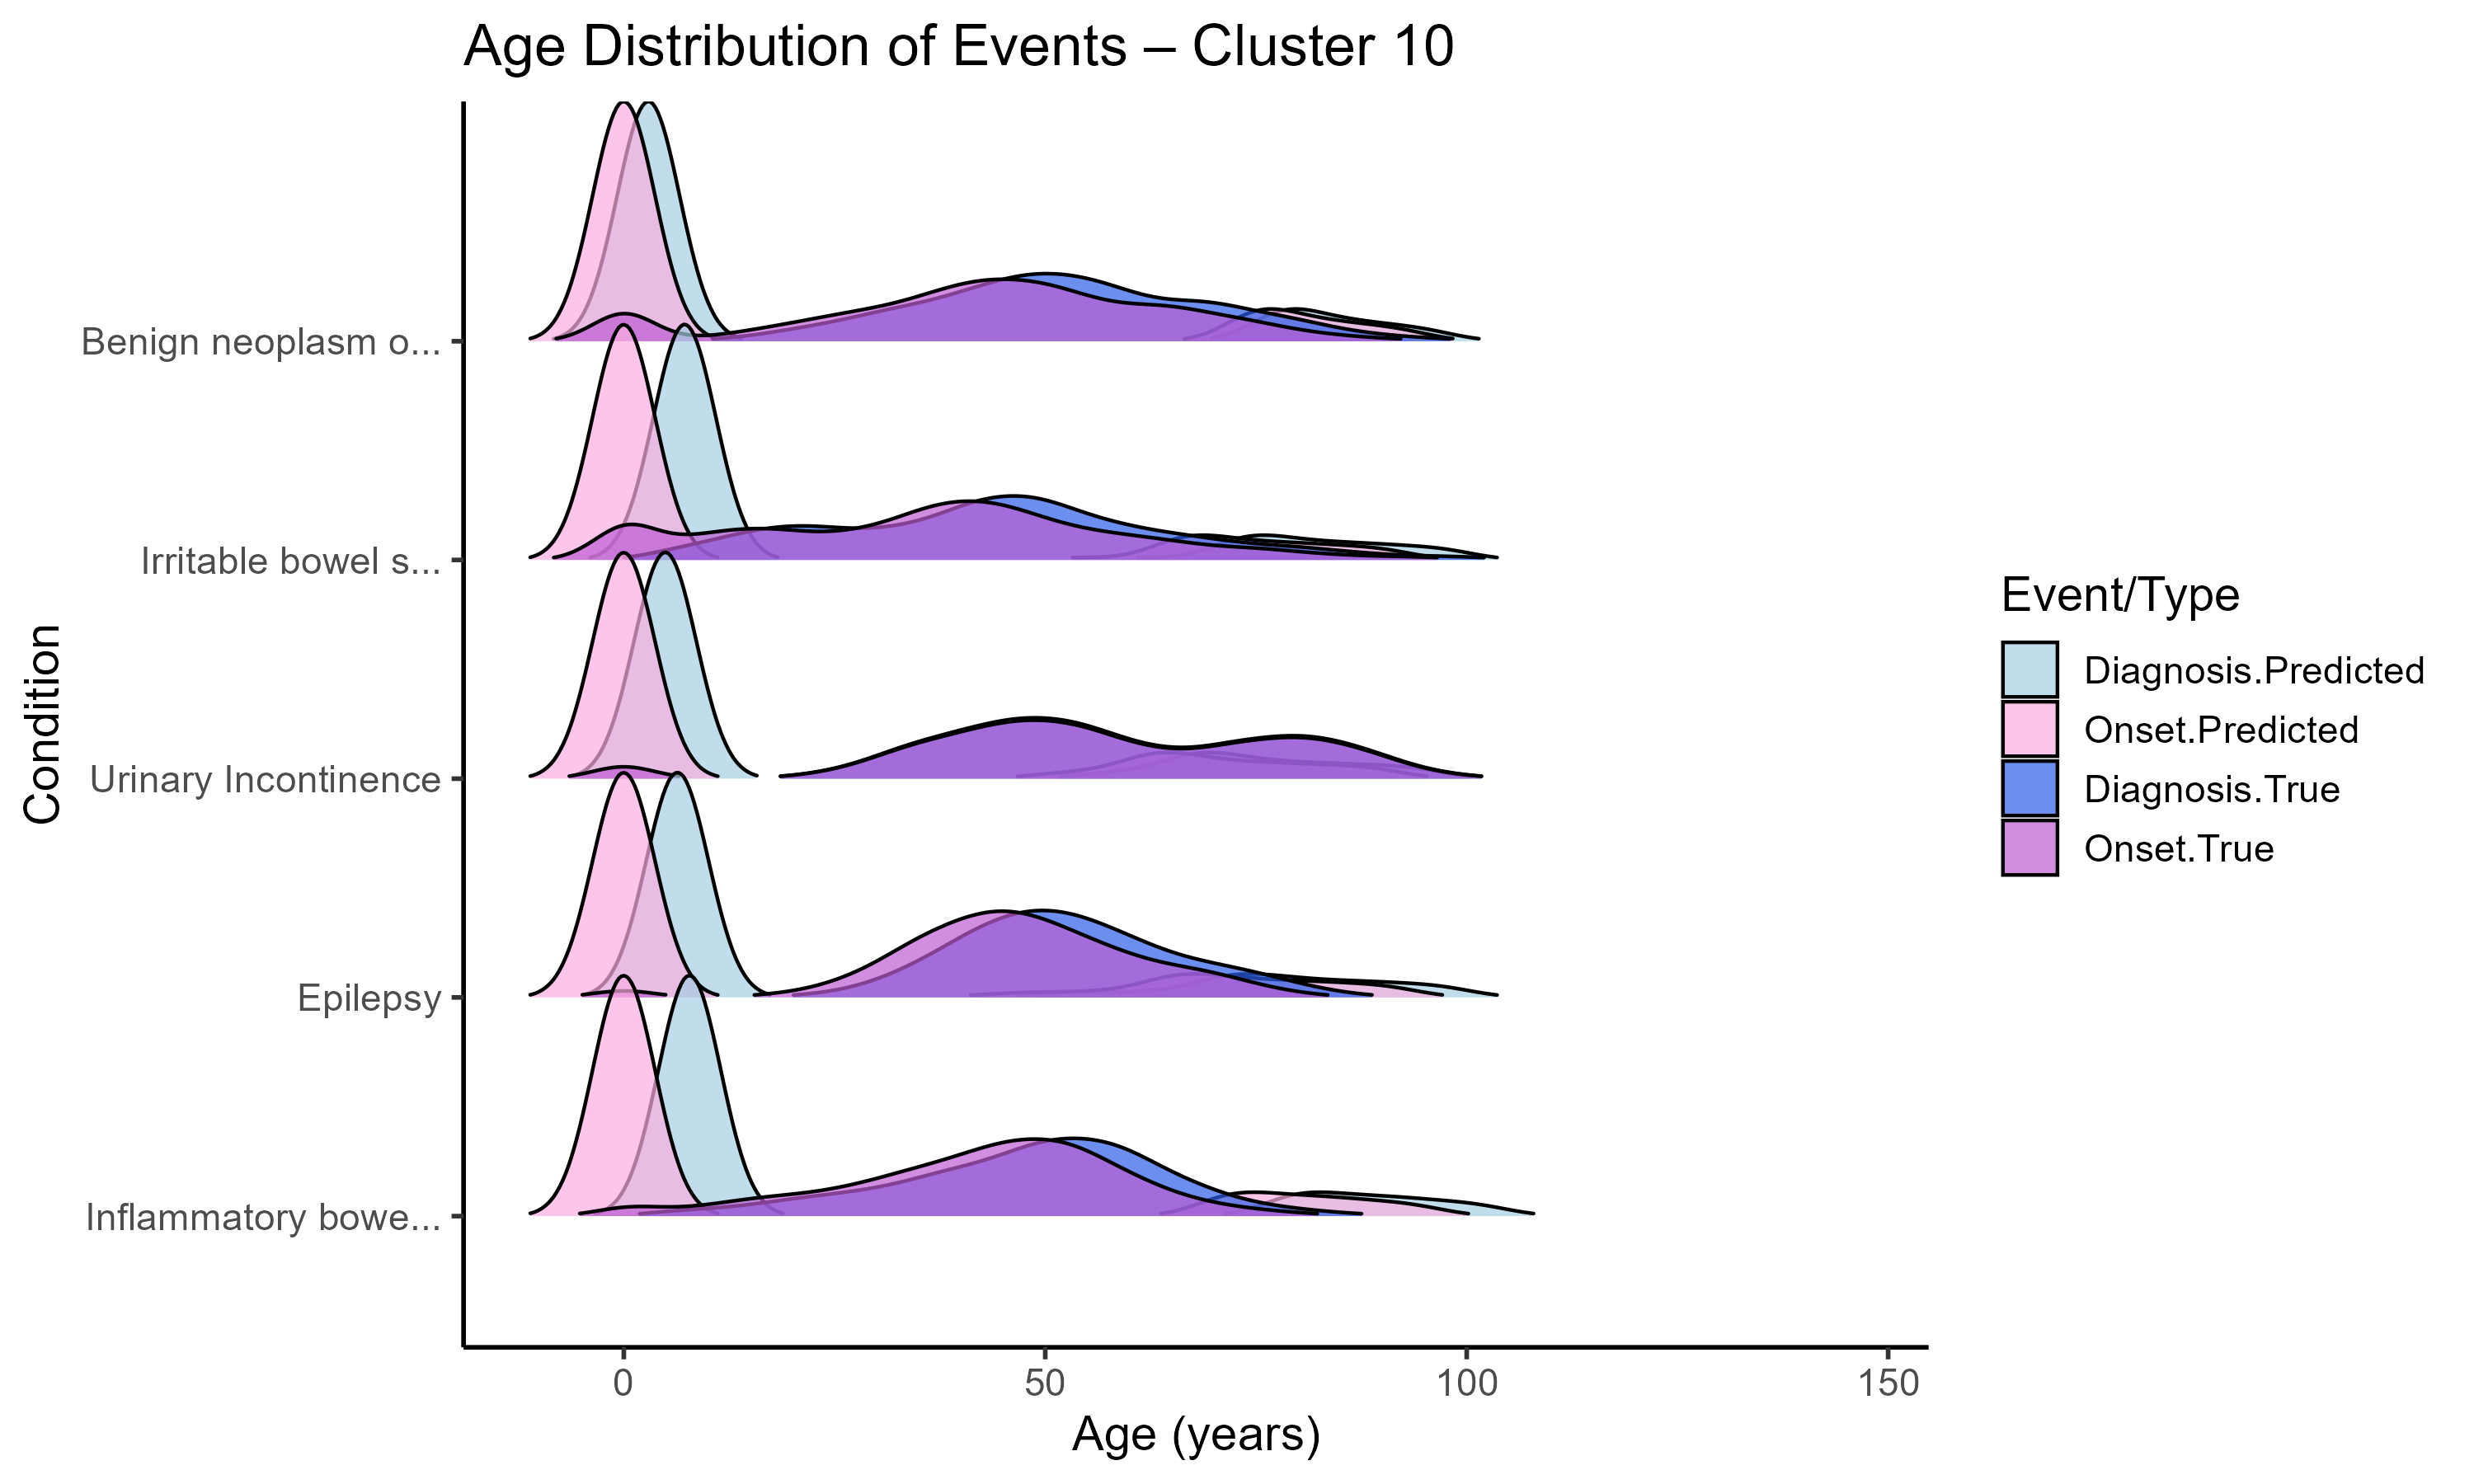 Age Distribution of Events – Cluster 10
Condition
Benign neoplasm o...
Irritable bowel s...
Urinary Incontinence
Epilepsy
Inflammatory bowe...
0
50
100
150
Age (years)
Event/Type
Diagnosis.Predicted
Onset.Predicted
Diagnosis.True
Onset.True